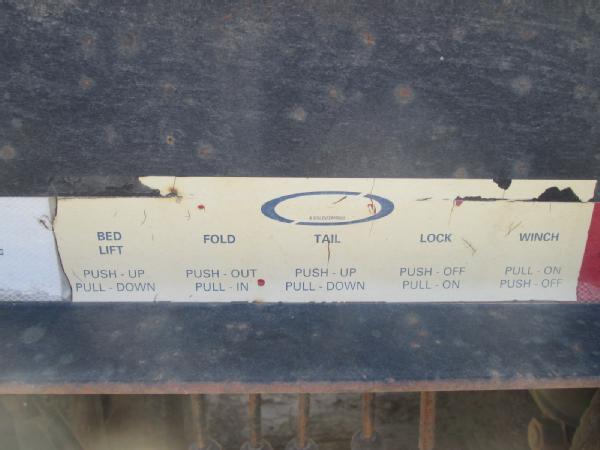 BED LIFT
PUSH - UP
PULL - DOWN
FOLD
PUSH - OUT
PULL - IN
TAIL
PUSH - UP
PULL - DOWN
LOCK
PUSH - OFF
PULL - ON
WINCH
PULL - ON
PUSH - OFF